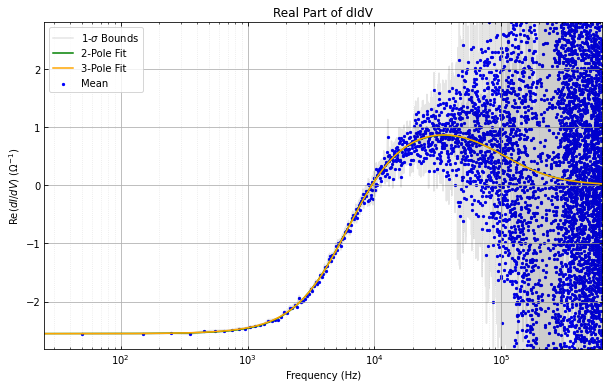 Real Part of dIdV
1-σ Bounds
2-Pole Fit
3-Pole Fit
Mean
Re(dI/dV) (Ω⁻¹)
2
1
0
−1
−2
10²
10³
10⁴
10⁵
Frequency (Hz)